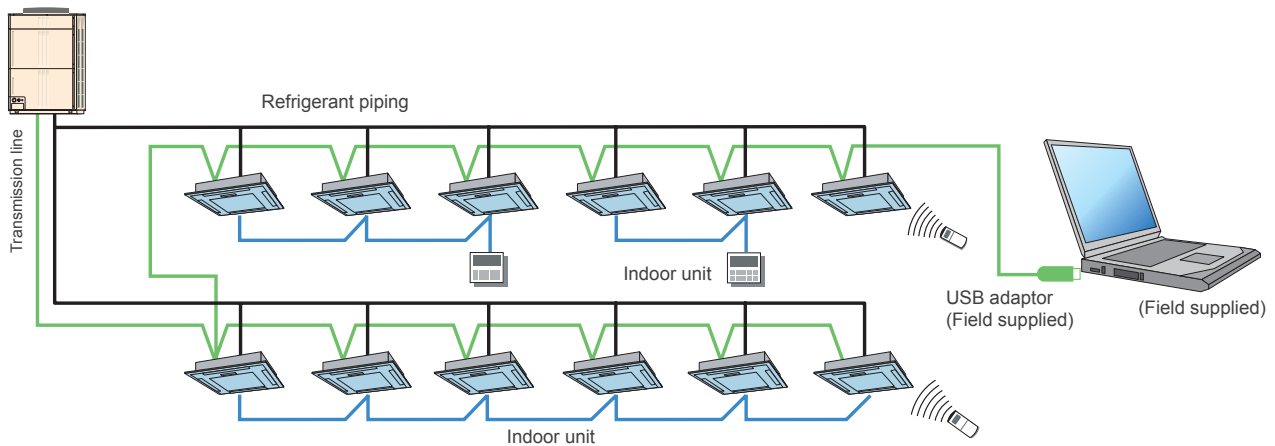 Refrigerant piping
Transmission line
Indoor unit
USB adaptor
(Field supplied)
(Field supplied)
Indoor unit